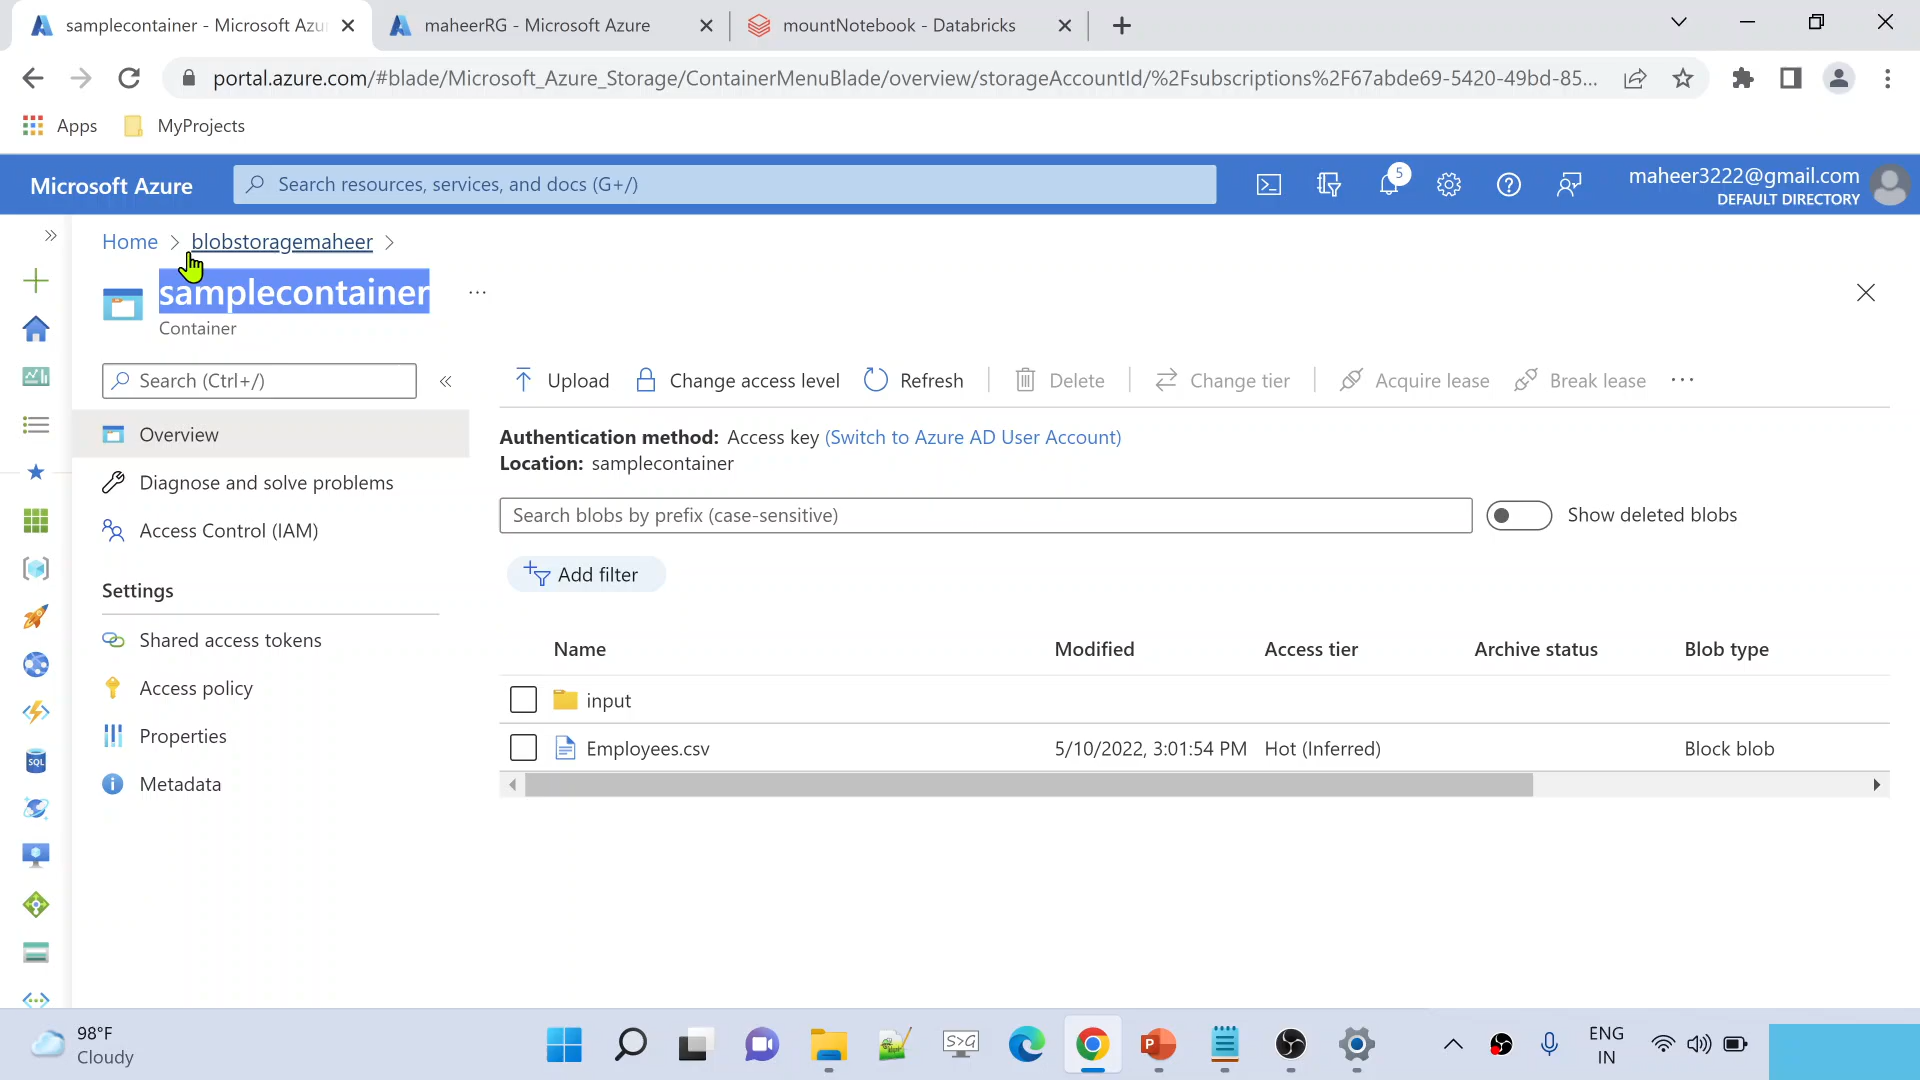 samplecontainer - Microsoft Azu
maheerRG - Microsoft Azure
mountNotebook - Databricks
portal.azure.com/#blade/Microsoft_Azure_Storage/ContainerMenuBlade/overview/storageAccountId/%2Fsubscriptions%2F67abde69-5420-49bd-85...
Apps
MyProjects
Microsoft Azure
Search resources, services, and docs (G+/)
5
maheer3222@gmail.com
DEFAULT DIRECTORY
Home > blobstoragemaheer >
samplecontainer ...
Container
Search (Ctrl+/)
Overview
Diagnose and solve problems
Access Control (IAM)
Settings
Shared access tokens
Access policy
Properties
Metadata
Upload
Change access level
Refresh
Delete
Change tier
Acquire lease
Break lease
...
Authentication method: Access key (Switch to Azure AD User Account)
Location: samplecontainer
Search blobs by prefix (case-sensitive)
Show deleted blobs
Add filter
Name Modified Access tier Archive status Blob type
input
Employees.csv 5/10/2022, 3:01:54 PM Hot (Inferred) Block blob
SQL
98°F
Cloudy
S>G
P
ENG
IN